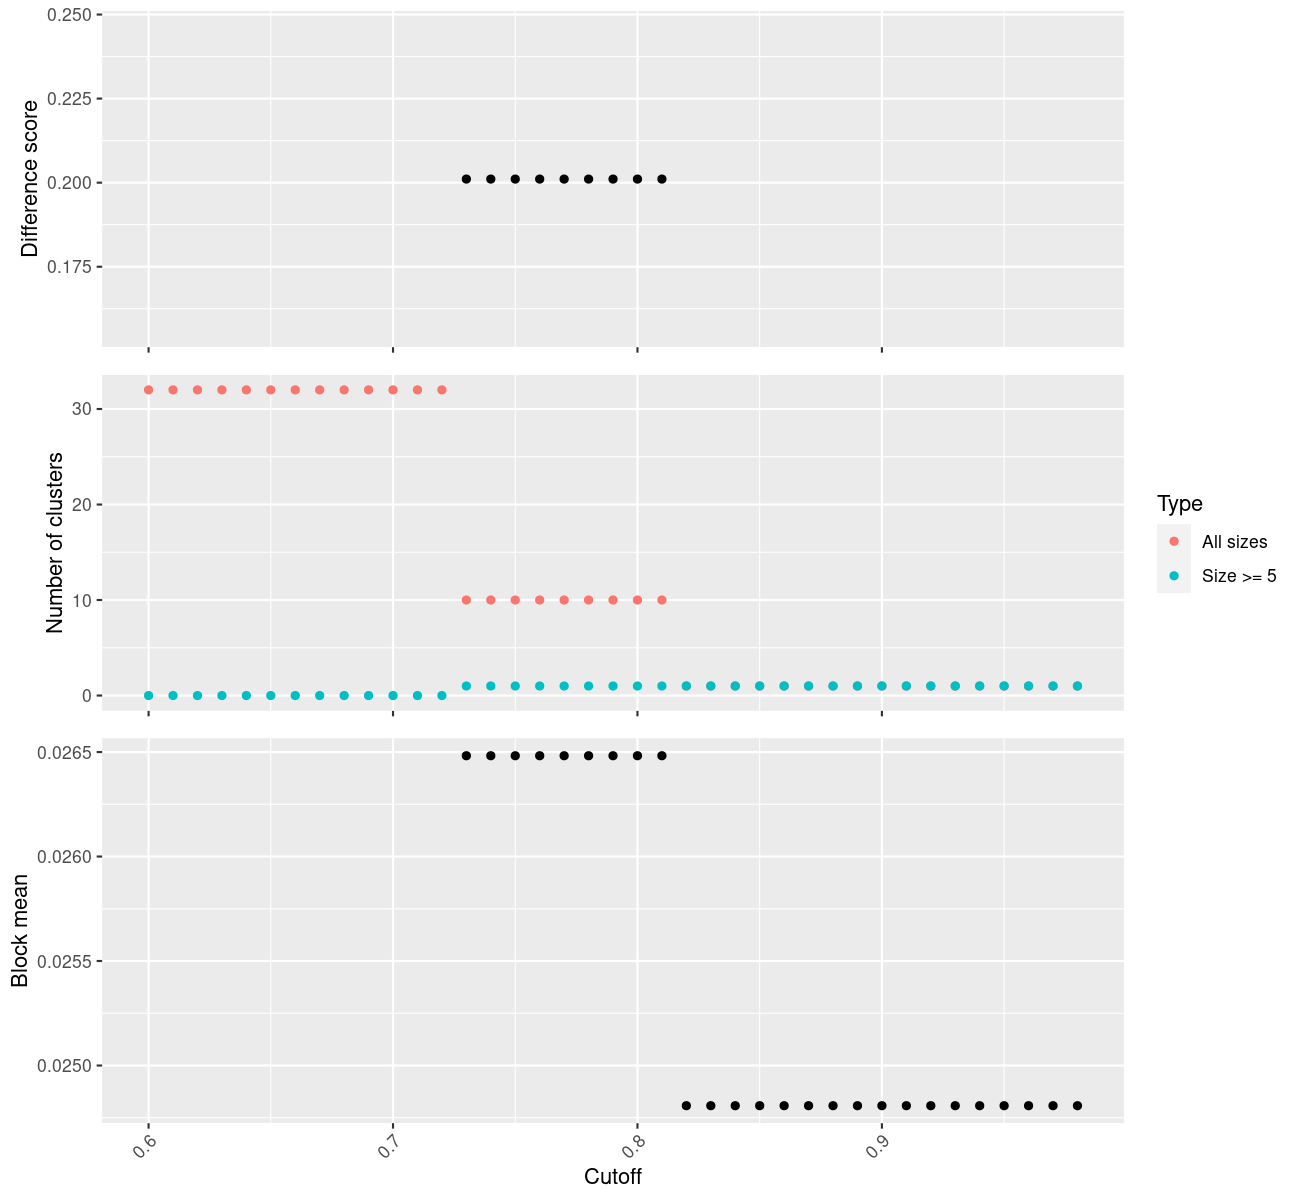 0.250
0.225
0.200
0.175
Difference score
30
20
10
0
Number of clusters
Type
All sizes
Size >= 5
0.0265
0.0260
0.0255
0.0250
Block mean
0.6 0.7 0.8 0.9
Cutoff